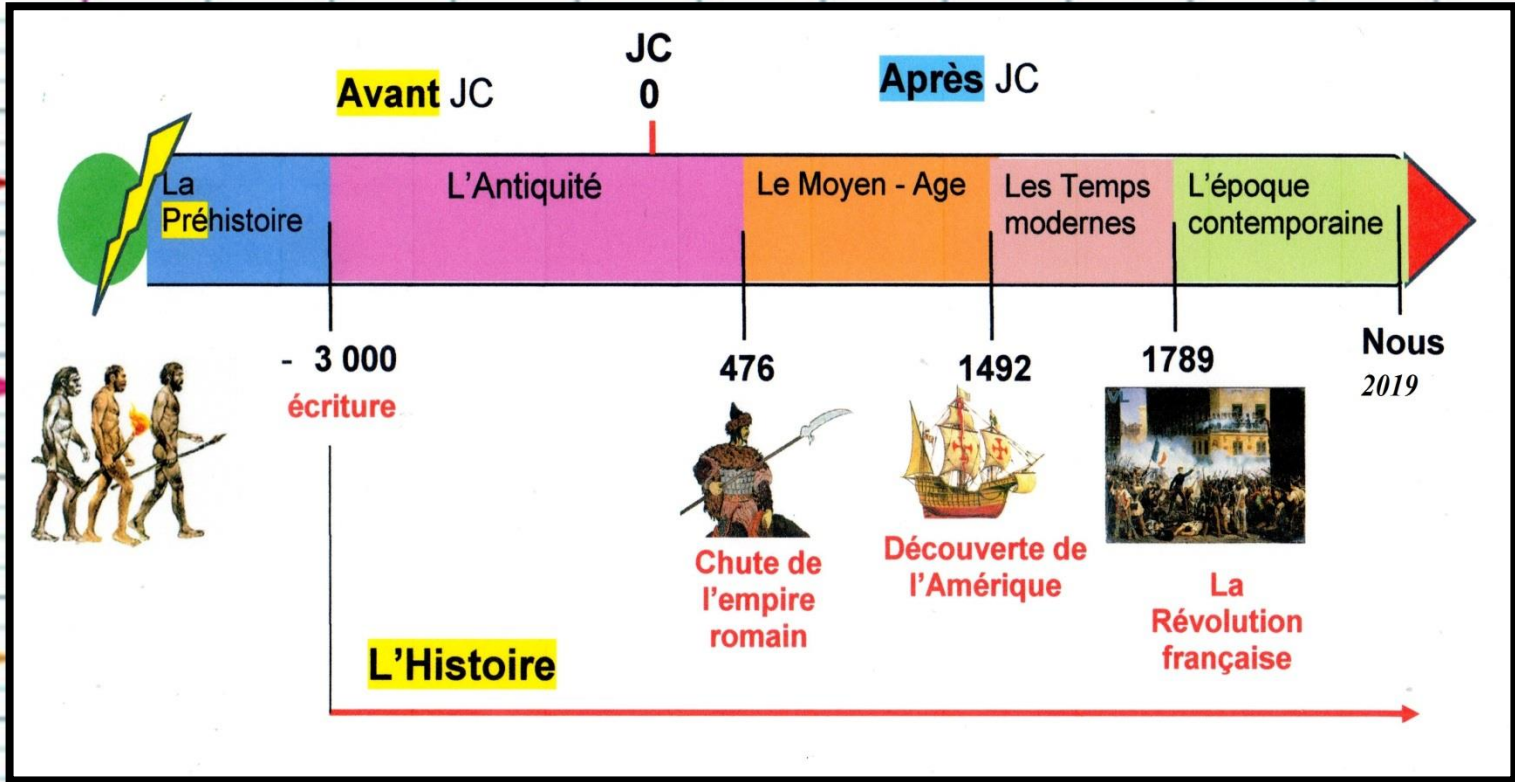 JC
0
Avant JC
Après JC
La
Préhistoire
L'Antiquité
Le Moyen - Age
Les Temps
modernes
L'époque
contemporaine
- 3 000
écriture
476
1492
1789
Nous
2019
Chute de
l'empire
romain
Découverte de
l'Amérique
VL
La
Révolution
française
L'Histoire